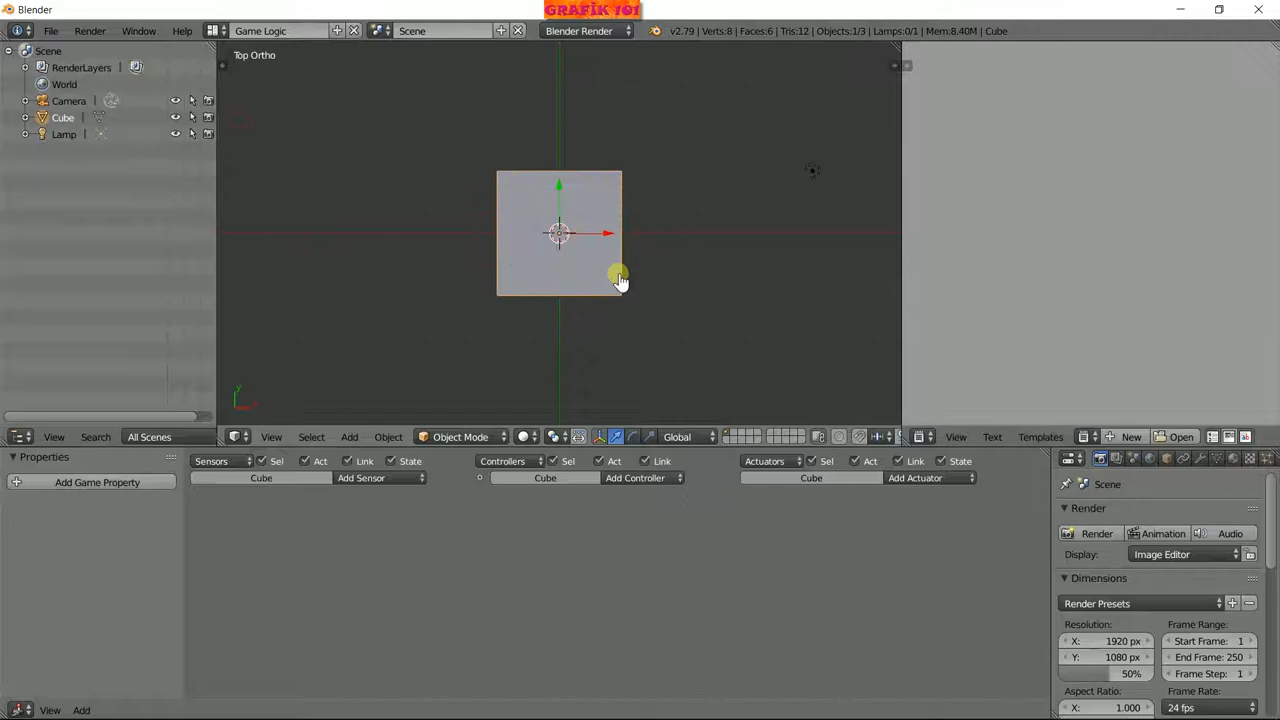 Blender
GRAFİK 101
File Render Window Help Game Logic Scene Blender Render v2.79 | Verts:8 | Faces:6 | Tris:12 | Objects:1/3 | Lamps:0/1 | Mem:8.40M | Cube
Scene
RenderLayers
World
Camera
Cube
Lamp
Top Ortho
y
View Search All Scenes
View Select Add Object Object Mode Global
View Text Templates New Open
Properties
Add Game Property
Sensors Sel Act Link State
Cube Add Sensor
Controllers Sel Act Link
Cube Add Controller
Actuators Sel Act Link State
Cube Add Actuator
Scene
Render
Render Animation Audio
Display: Image Editor
Dimensions
Render Presets
Resolution: Frame Range:
X: 1920 px Start Frame: 1
Y: 1080 px End Frame: 250
50% Frame Step: 1
Aspect Ratio: Frame Rate:
X: 1.000 24 fps
View Add